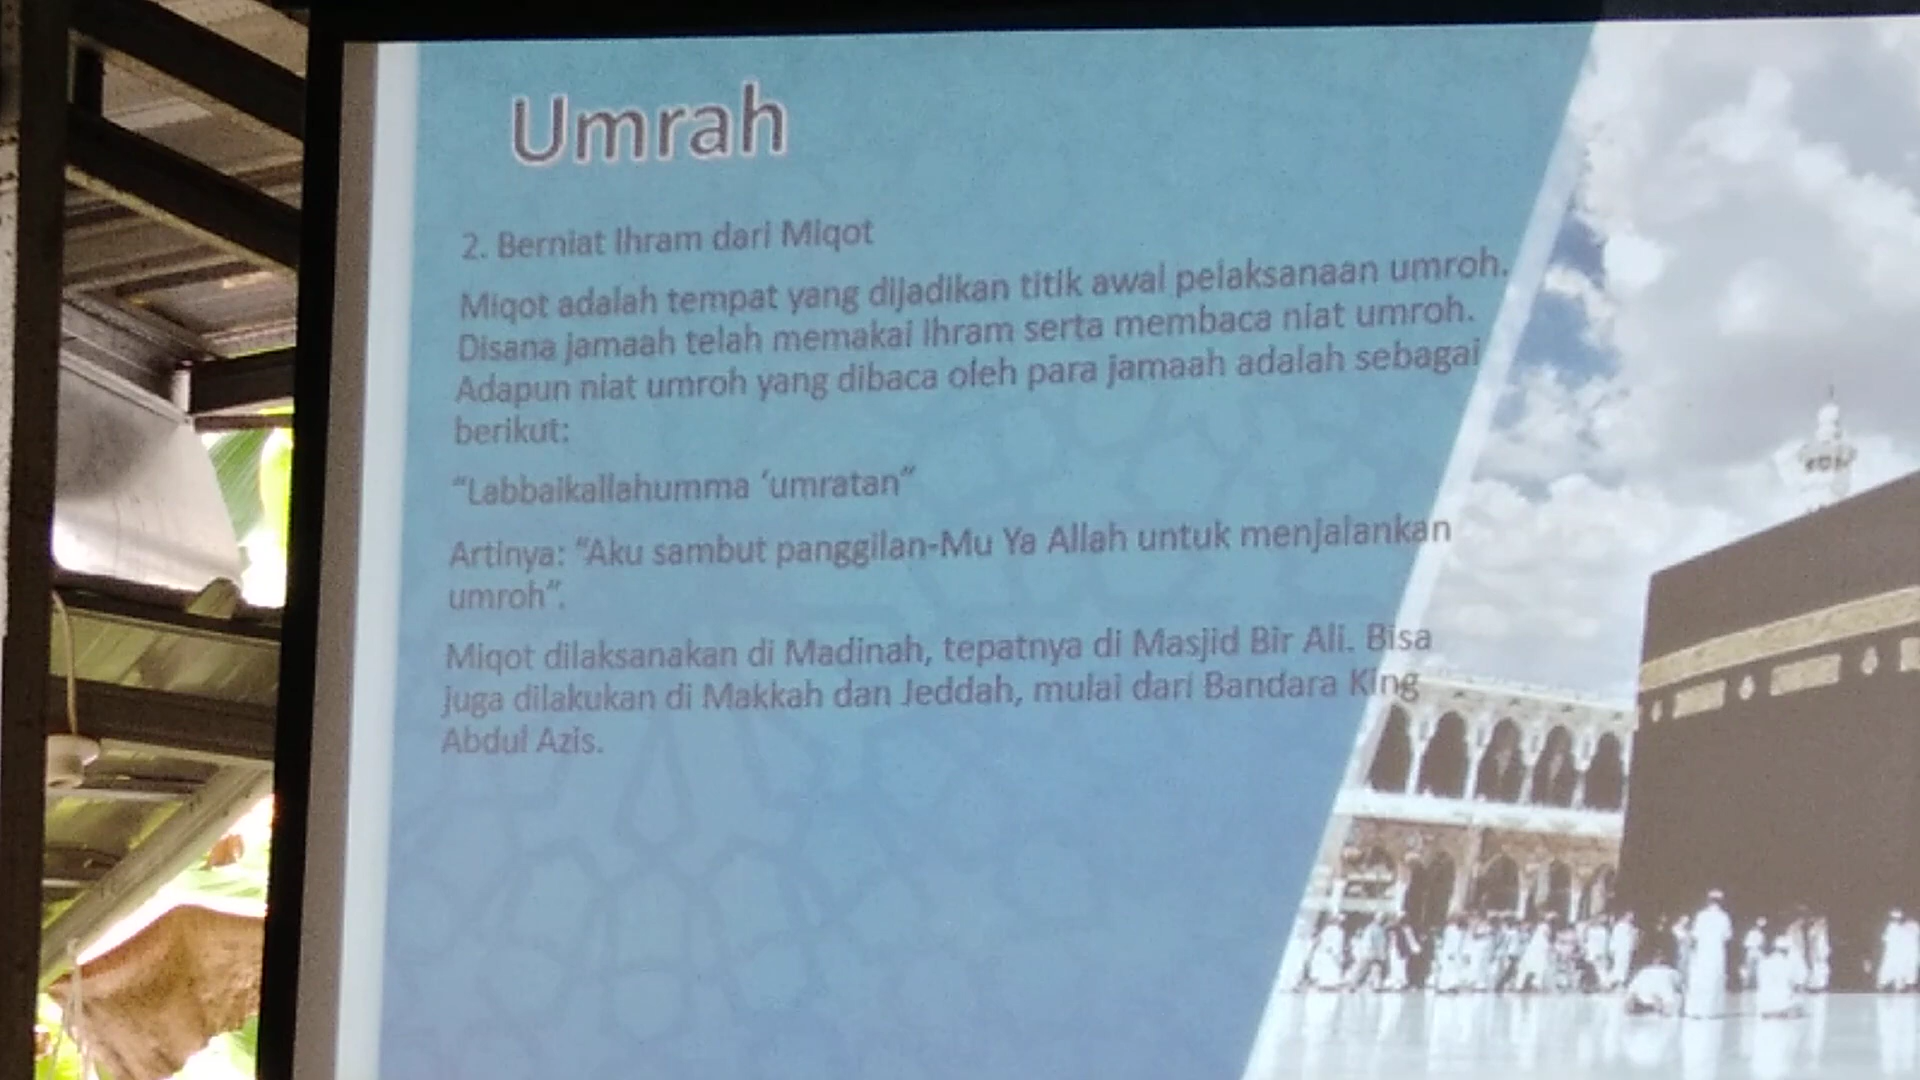 Umrah
2. Berniat Ihram dari Miqot
Miqot adalah tempat yang dijadikan titik awal pelaksanaan umroh.
Disana jamaah telah memakai Ihram serta membaca niat umroh.
Adapun niat umroh yang dibaca oleh para jamaah adalah sebagai
berikut:
“Labbaikallahumma ‘umratan”
Artinya: “Aku sambut panggilan-Mu Ya Allah untuk menjalankan
umroh”.
Miqot dilaksanakan di Madinah, tepatnya di Masjid Bir Ali. Bisa
juga dilakukan di Makkah dan Jeddah, mulai dari Bandara King
Abdul Azis.